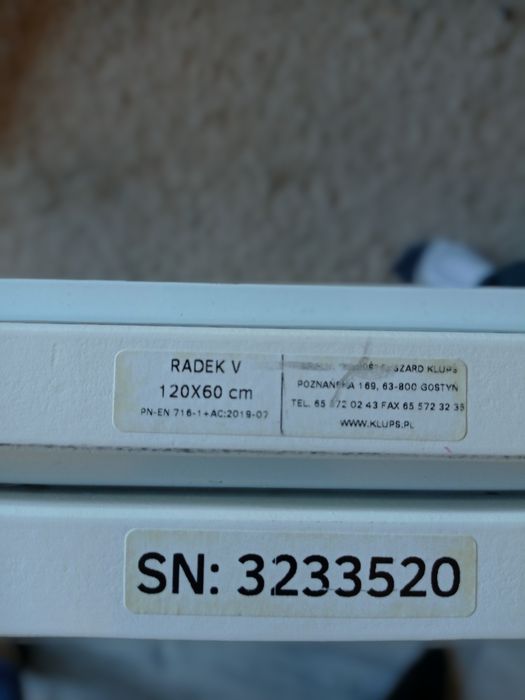 RADEK V
120X60 cm
PN-EN 716-1+AC:2019-07
SZARD KLUPŚ
POZNAŃSKA 169, 63-800 GOSTYŃ
TEL. 65 572 02 43 FAX 65 572 32 35
WWW.KLUPS.PL
SN: 3233520